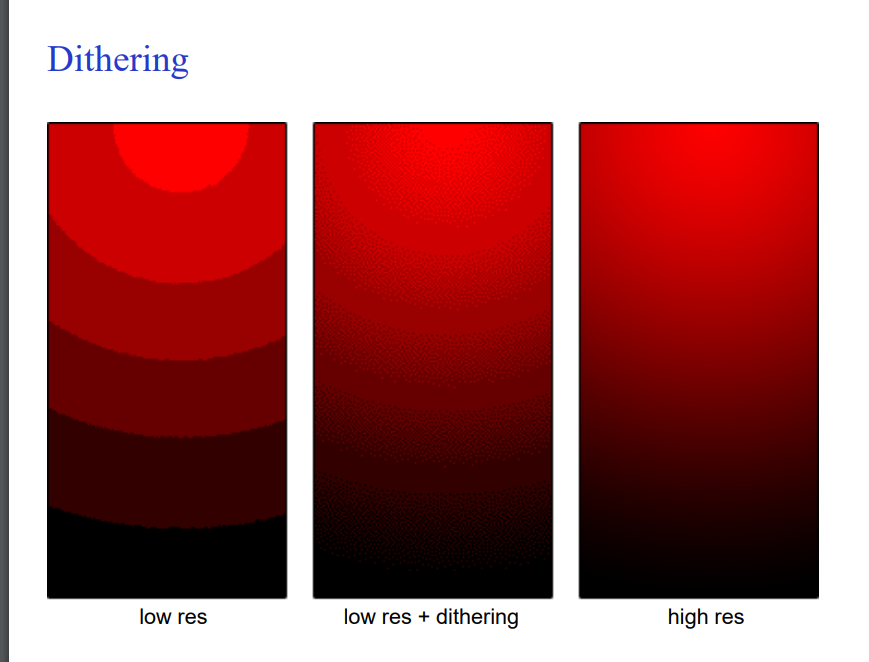 Dithering
low res
low res + dithering
high res